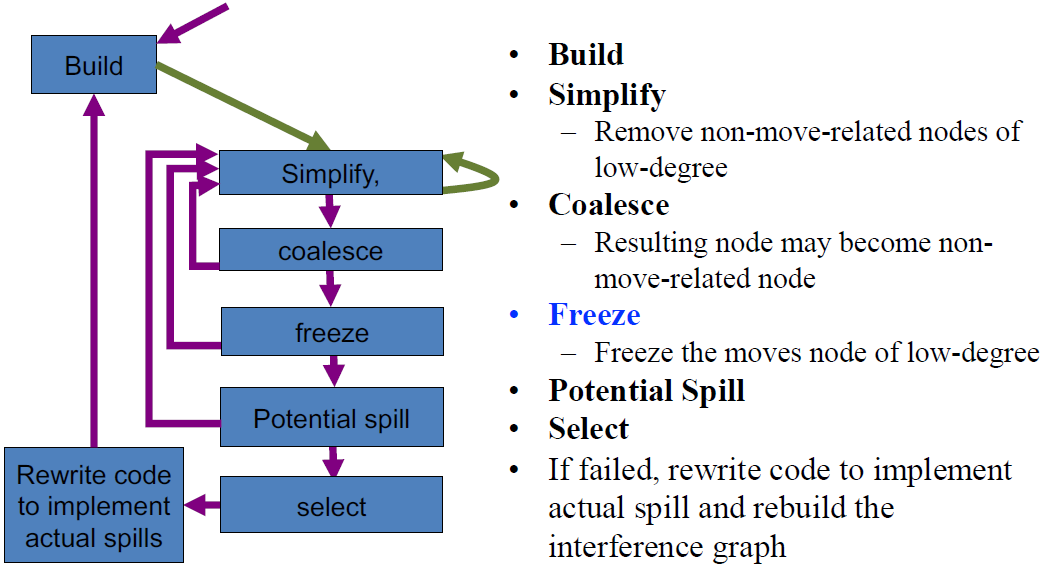 Build
Simplify,
coalesce
freeze
Potential spill
select
Rewrite code
to implement
actual spills
• Build
• Simplify
– Remove non-move-related nodes of
low-degree
• Coalesce
– Resulting node may become non-
move-related node
• Freeze
– Freeze the moves node of low-degree
• Potential Spill
• Select
• If failed, rewrite code to implement
actual spill and rebuild the
interference graph